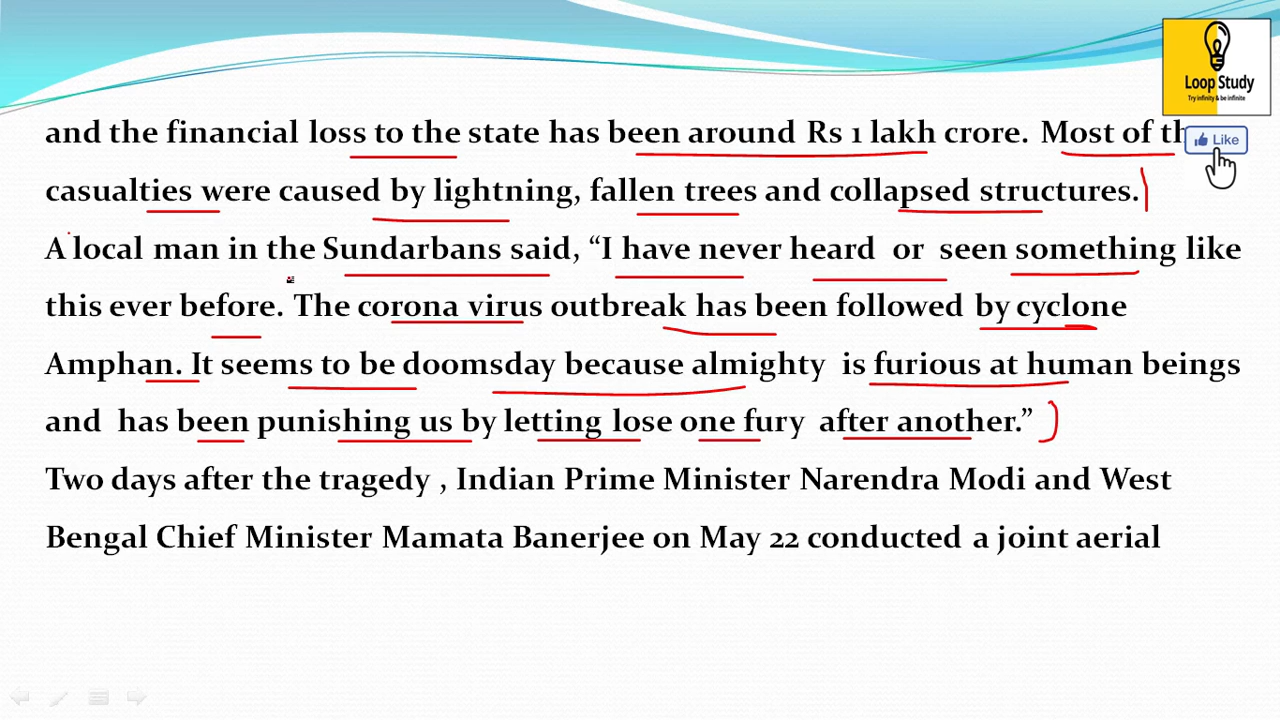 Loop Study
Try infinity & be infinite
Like
and the financial loss to the state has been around Rs 1 lakh crore. Most of th
casualties were caused by lightning, fallen trees and collapsed structures.
A local man in the Sundarbans said, “I have never heard or seen something like
this ever before. The corona virus outbreak has been followed by cyclone
Amphan. It seems to be doomsday because almighty is furious at human beings
and has been punishing us by letting lose one fury after another.”
Two days after the tragedy , Indian Prime Minister Narendra Modi and West
Bengal Chief Minister Mamata Banerjee on May 22 conducted a joint aerial